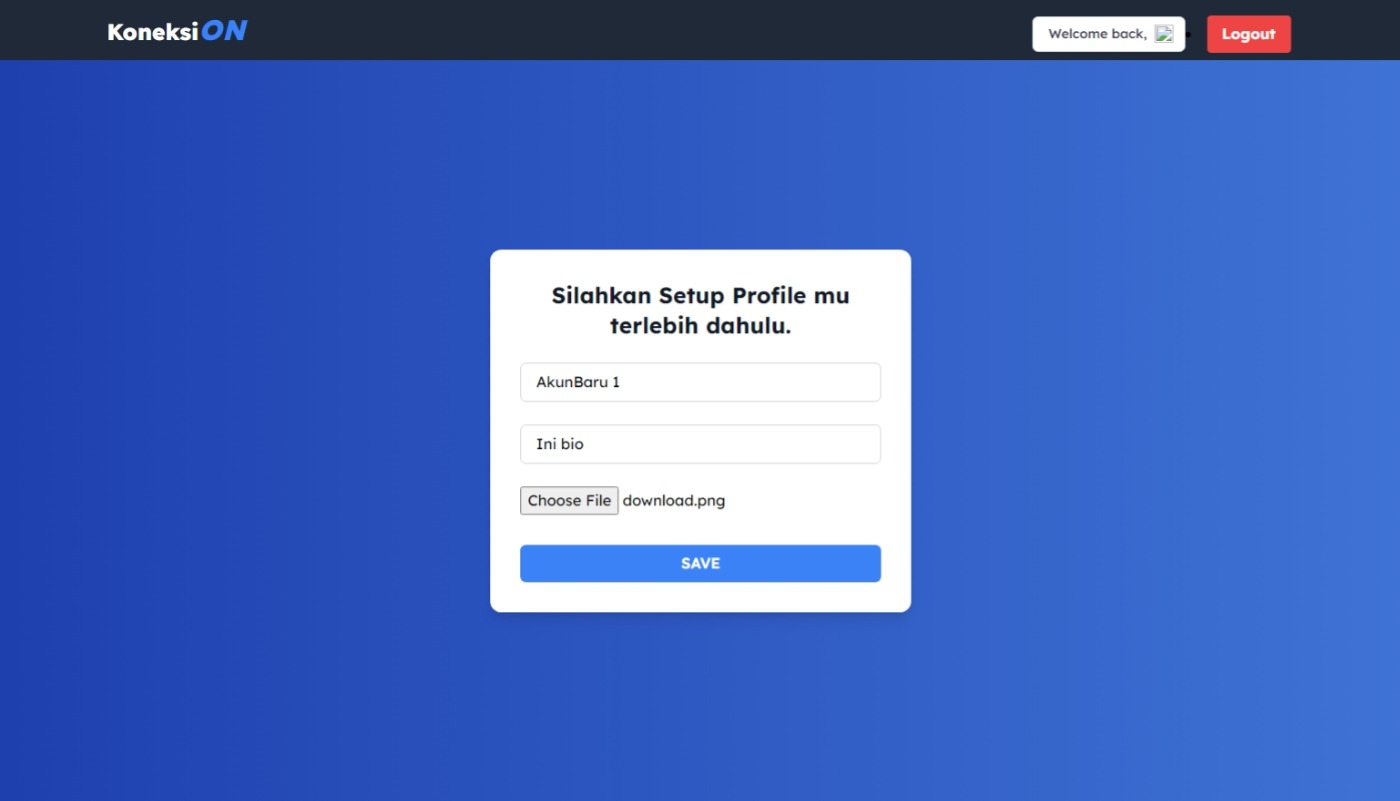 KoneksiON
Welcome back,
Logout
Silahkan Setup Profile mu
terlebih dahulu.
AkunBaru 1
Ini bio
Choose File download.png
SAVE